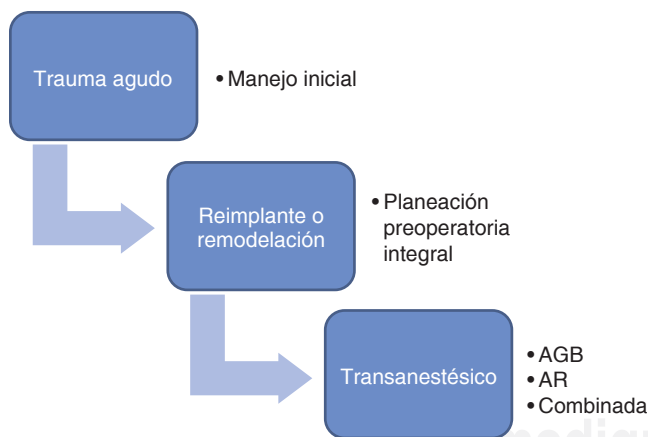 Trauma agudo
• Manejo inicial
Reimplante o
remodelación
• Planeación
preoperatoria
integral
Transanestésico
• AGB
• AR
• Combinada